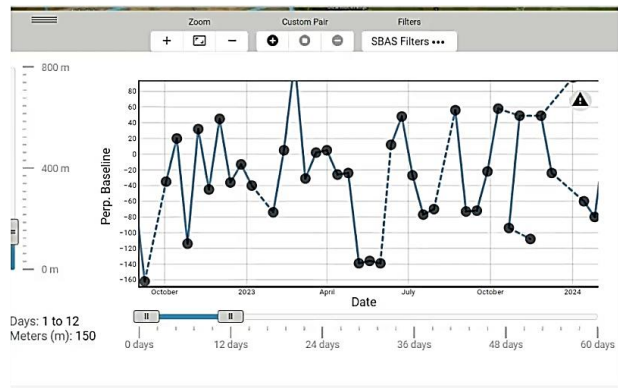 Zoom Custom Pair Filters
+ − SBAS Filters •••
800 m
400 m
0 m
Perp. Baseline
80
60
40
20
0
−20
−40
−60
−80
−100
−120
−140
−160
October 2023 April July October 2024
Date
Days: 1 to 12
Meters (m): 150
0 days 12 days 24 days 36 days 48 days 60 days